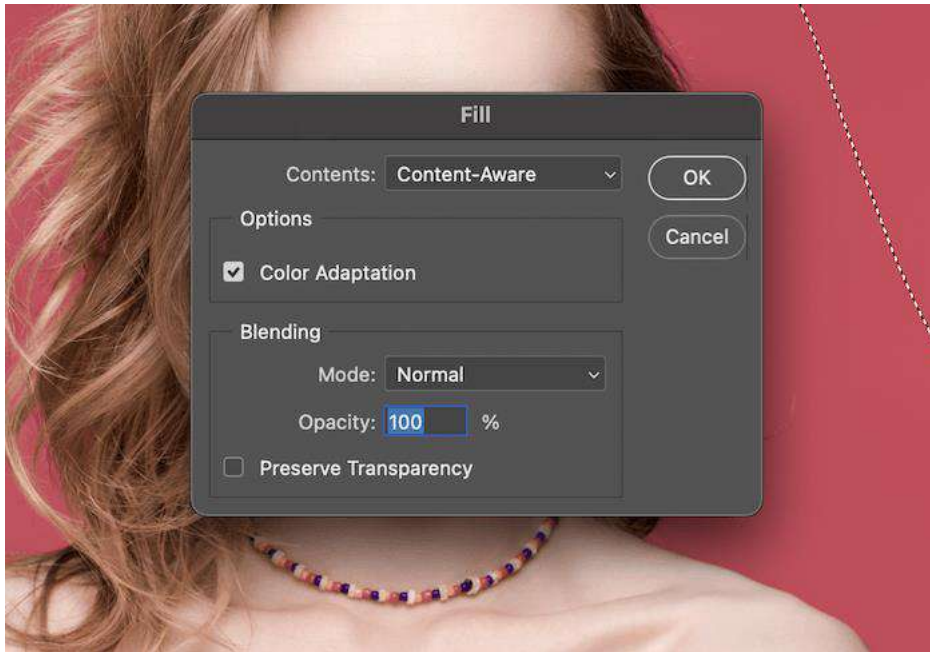 Fill
Contents: Content-Aware
OK
Options
Cancel
Color Adaptation
Blending
Mode: Normal
Opacity: 100 %
Preserve Transparency